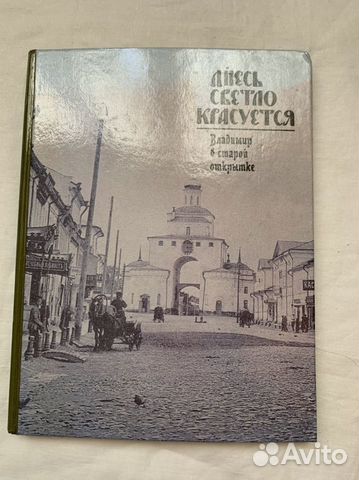 Днесь
светло
красуется
Владимир
в старой
открытке
Avito